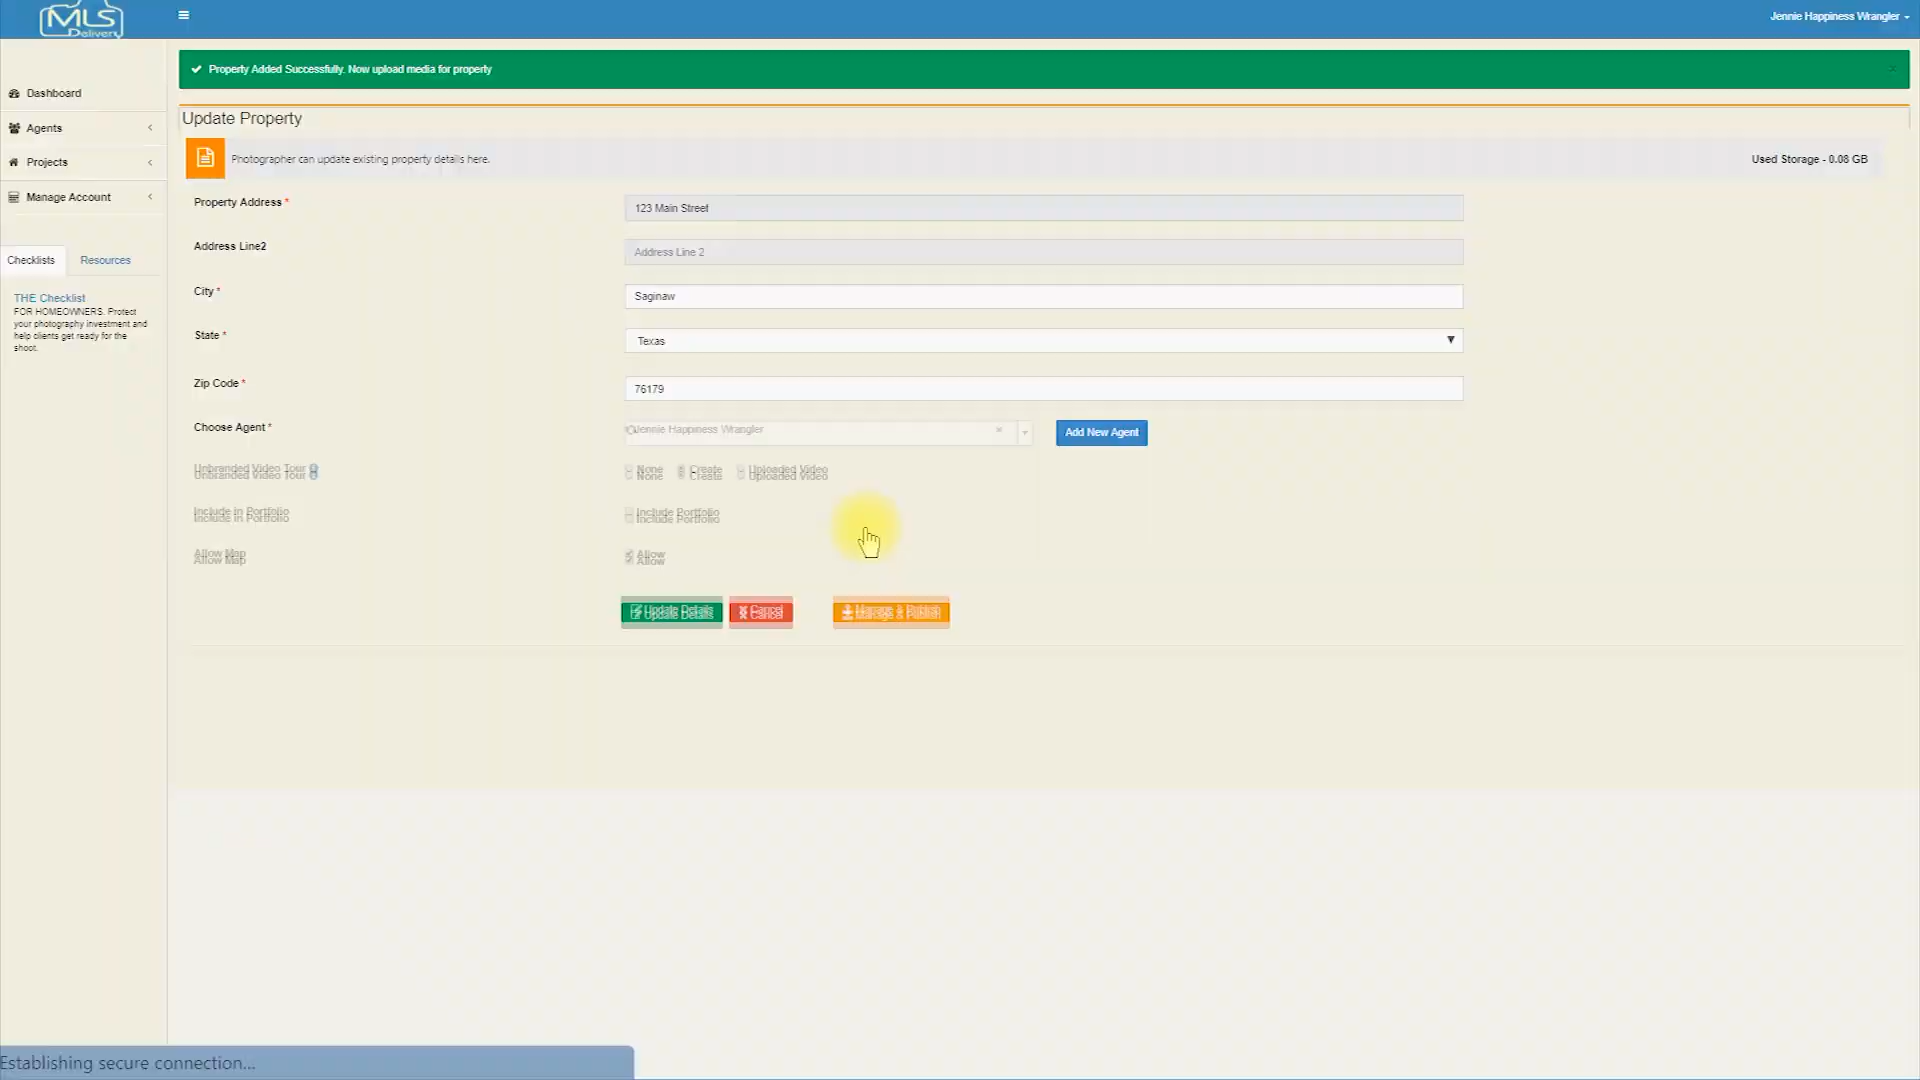 MLS
Delivery
Jennie Happiness Wrangler
Property Added Successfully. Now upload media for property
Dashboard
Agents
Projects
Manage Account
Checklists
Resources
THE Checklist
FOR HOMEOWNERS. Protect
your photography investment and
help clients get ready for the
shoot.
Update Property
Photographer can update existing property details here.
Used Storage - 0.08 GB
Property Address *
123 Main Street
Address Line2
Address Line 2
City *
Saginaw
State *
Texas
Zip Code *
76179
Choose Agent *
Jennie Happiness Wrangler
Add New Agent
Unbranded Video Tour
None Create Uploaded Video
Include in Portfolio
Include Portfolio
Allow Map
Allow
Update Details
Cancel
Manage & Publish
Establishing secure connection...